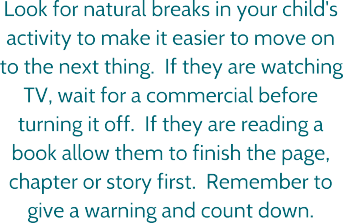 Look for natural breaks in your child's
activity to make it easier to move on
to the next thing.  If they are watching
TV, wait for a commercial before
turning it off.  If they are reading a
book allow them to finish the page,
chapter or story first.  Remember to
give a warning and count down.